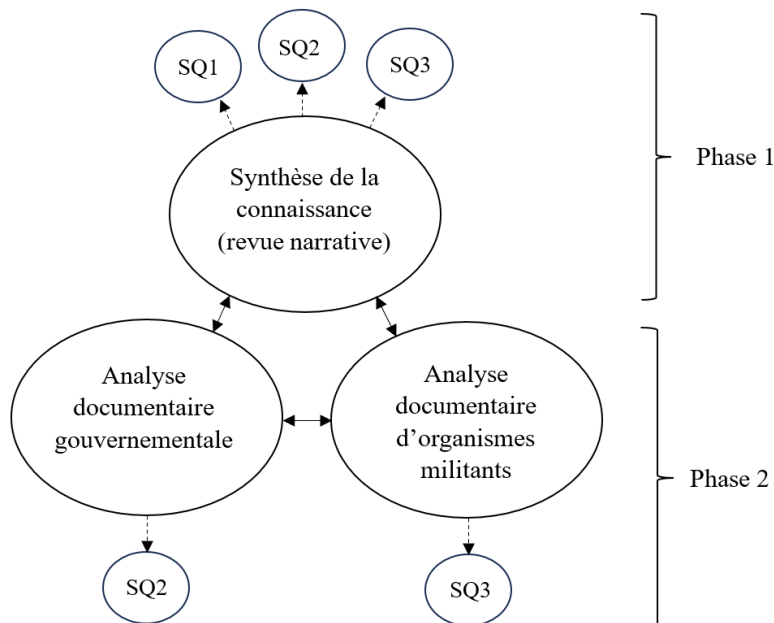 SQ1
SQ2
SQ3
Synthèse de la
connaissance
(revue narrative)
Phase 1
Analyse
documentaire
gouvernementale
Analyse
documentaire
d’organismes
militants
Phase 2
SQ2
SQ3